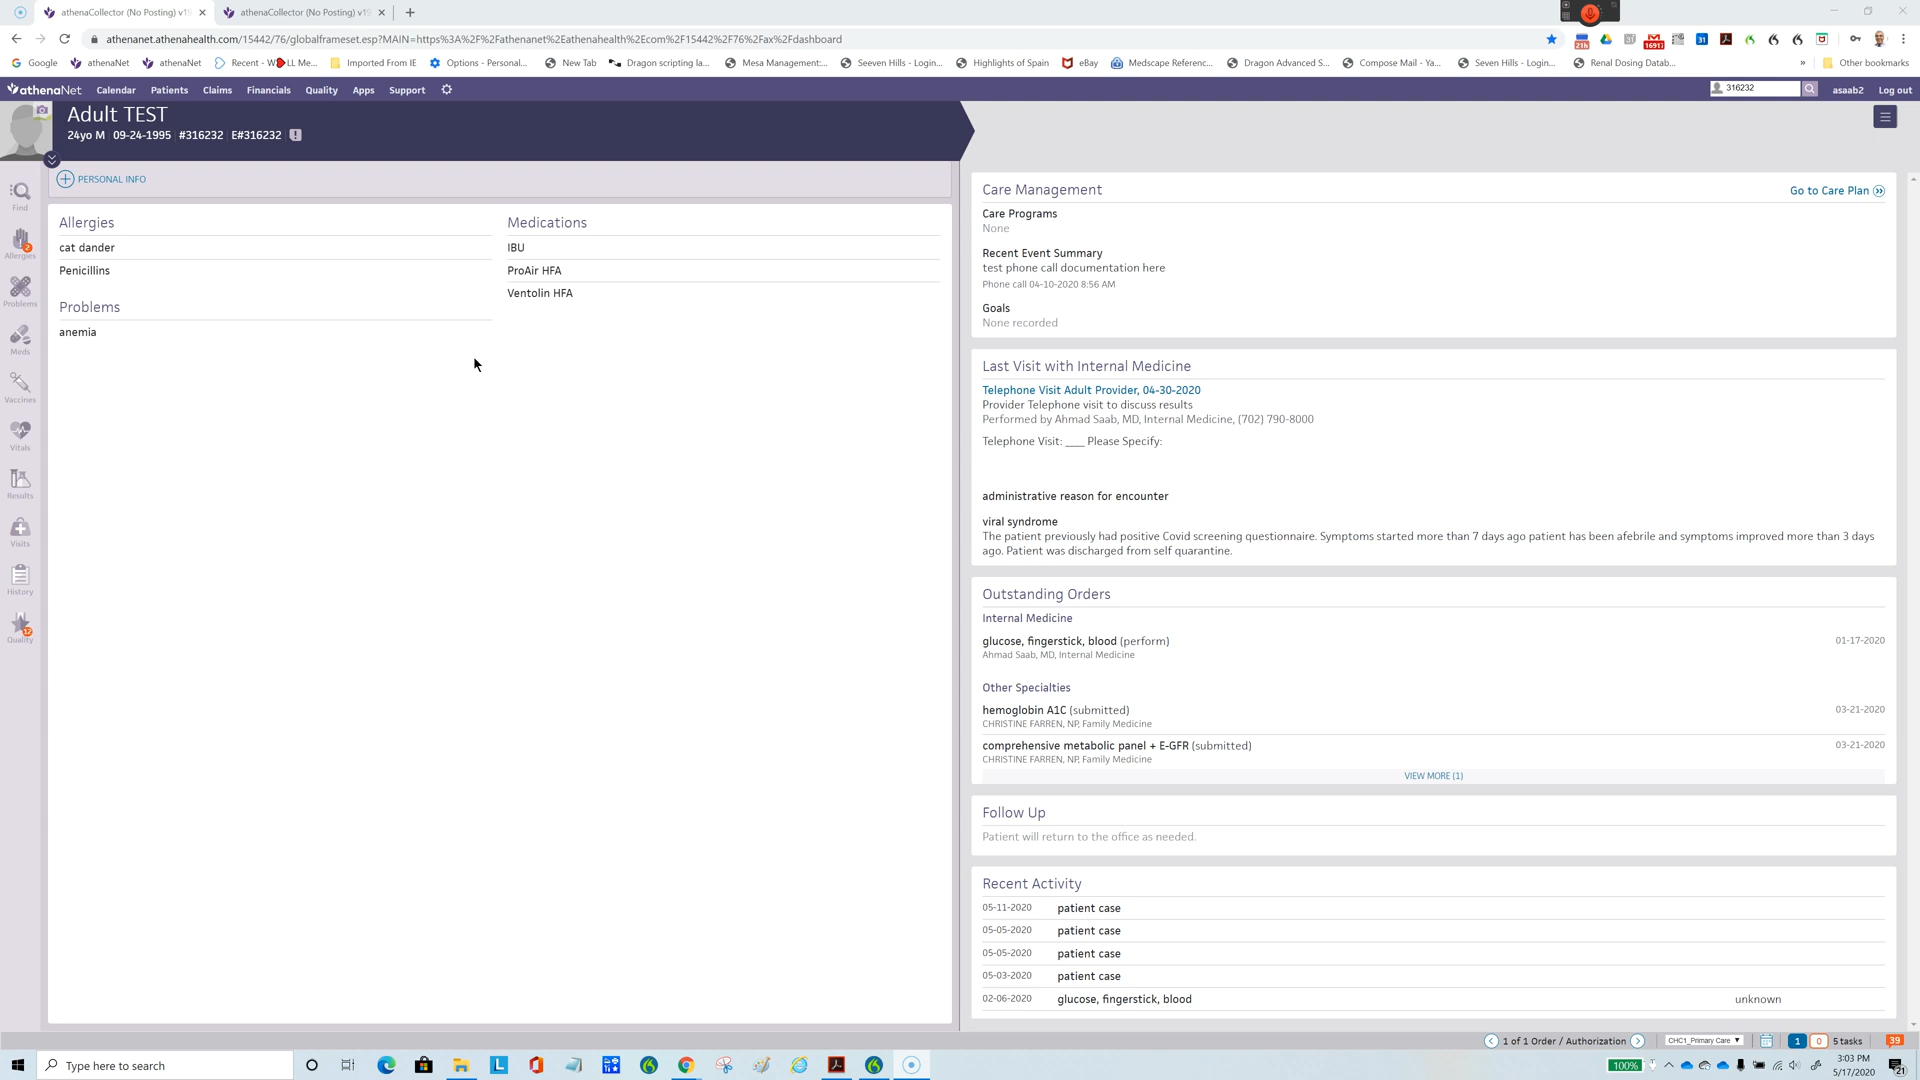 athenaCollector (No Posting) v19
athenaCollector (No Posting) v19
athenanet.athenahealth.com/15442/76/globalframeset.esp?MAIN=https%3A%2F%2Fathenanet%2Eathenahealth%2Ecom%2F15442%2F76%2Fax%2Fdashboard
21h
31
16917
31
Google
athenaNet
athenaNet
Recent - W
LL Me...
Imported From IE
Options - Personal...
New Tab
Dragon scripting la...
Mesa Management:...
Seeven Hills - Login...
Highlights of Spain
eBay
Medscape Referenc...
Dragon Advanced S...
Compose Mail - Ya...
Seven Hills - Login...
Renal Dosing Datab...
»
Other bookmarks
athenaNet
Calendar
Patients
Claims
Financials
Quality
Apps
Support
316232
asaab2
Log out
Adult TEST
24yo M 09-24-1995 #316232 E#316232 !
PERSONAL INFO
Find
2
Allergies
Problems
Meds
Vaccines
Vitals
Results
Visits
History
12
Quality
Allergies
cat dander
Penicillins
Problems
anemia
Medications
IBU
ProAir HFA
Ventolin HFA
Care Management
Go to Care Plan
Care Programs
None
Recent Event Summary
test phone call documentation here
Phone call 04-10-2020 8:56 AM
Goals
None recorded
Last Visit with Internal Medicine
Telephone Visit Adult Provider, 04-30-2020
Provider Telephone visit to discuss results
Performed by Ahmad Saab, MD, Internal Medicine, (702) 790-8000
Telephone Visit: ___ Please Specify:
administrative reason for encounter
viral syndrome
The patient previously had positive Covid screening questionnaire. Symptoms started more than 7 days ago patient has been afebrile and symptoms improved more than 3 days
ago. Patient was discharged from self quarantine.
Outstanding Orders
Internal Medicine
glucose, fingerstick, blood (perform) 01-17-2020
Ahmad Saab, MD, Internal Medicine
Other Specialties
hemoglobin A1C (submitted) 03-21-2020
CHRISTINE FARREN, NP, Family Medicine
comprehensive metabolic panel + E-GFR (submitted) 03-21-2020
CHRISTINE FARREN, NP, Family Medicine
VIEW MORE (1)
Follow Up
Patient will return to the office as needed.
Recent Activity
05-11-2020 patient case
05-05-2020 patient case
05-05-2020 patient case
05-03-2020 patient case
02-06-2020 glucose, fingerstick, blood unknown
1 of 1 Order / Authorization
CHC1_Primary Care
1
0
5 tasks
39
Type here to search
100%
3:03 PM
5/17/2020
21